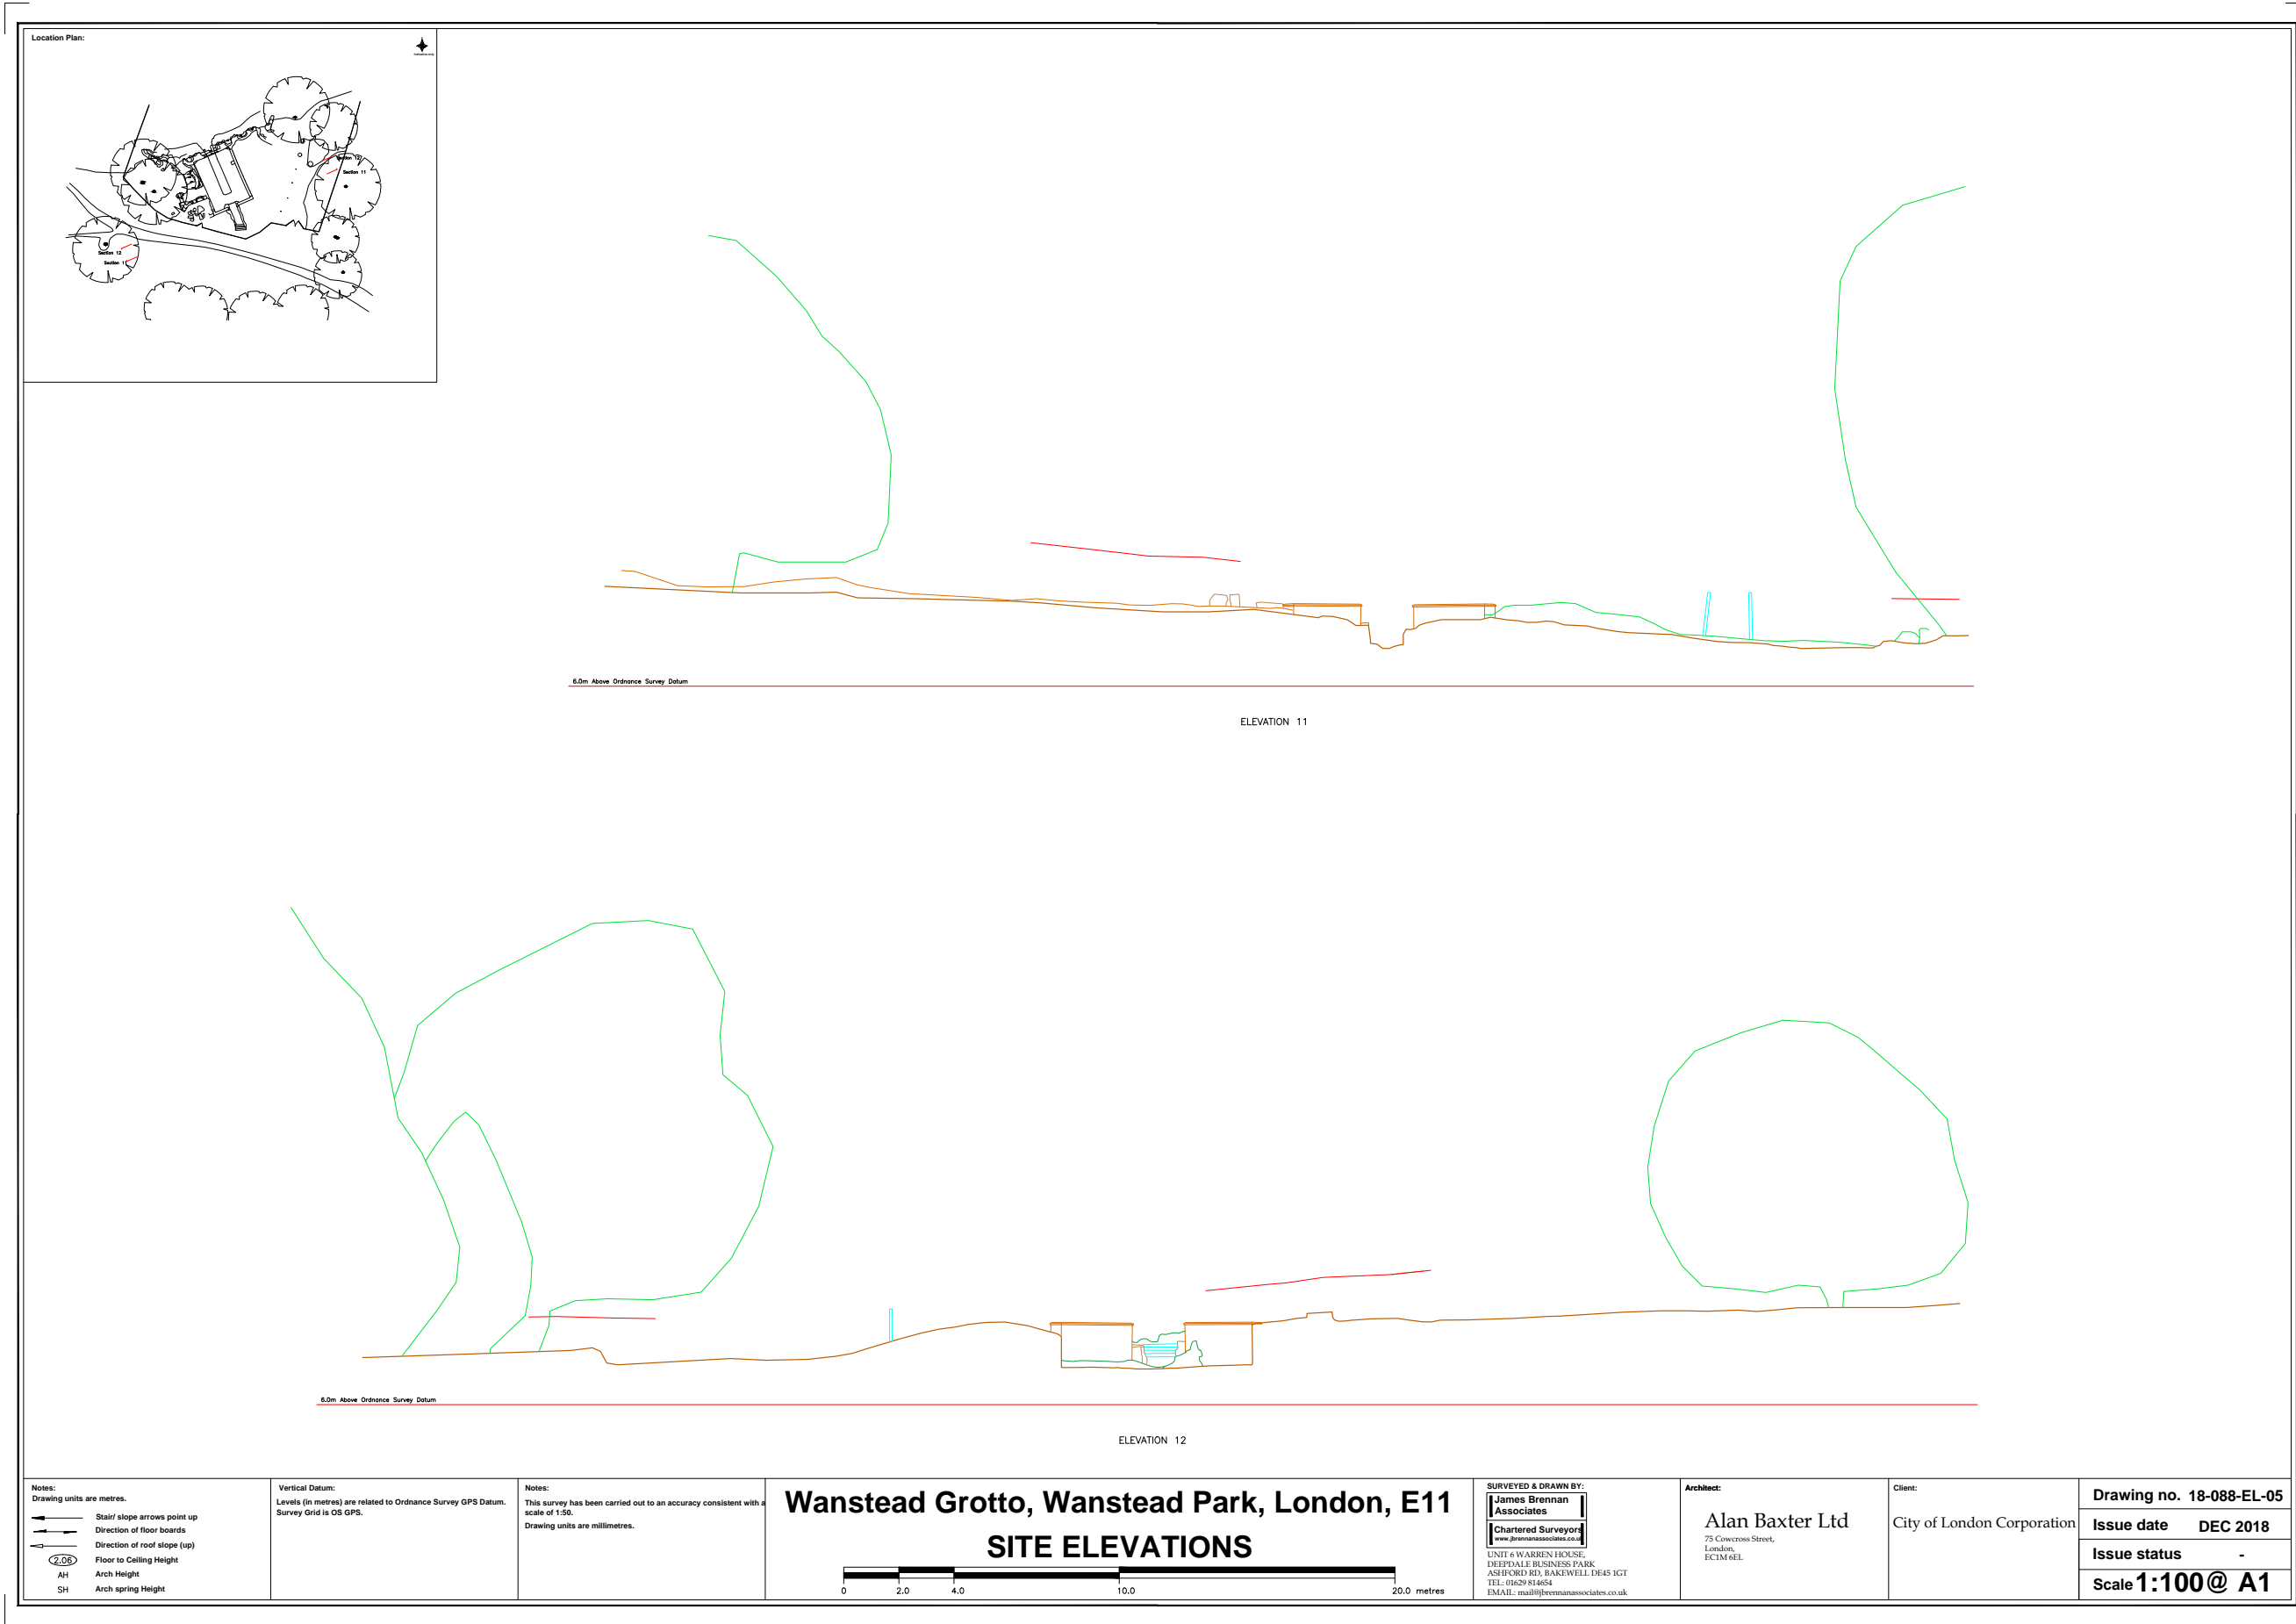 Location Plan:
Section 12
Section 11
Section 12
Section 11
6.0m Above Ordnance Survey Datum
ELEVATION 11
6.0m Above Ordnance Survey Datum
ELEVATION 12
Notes:
Drawing units are metres.
Stair/ slope arrows point up
Direction of floor boards
Direction of roof slope (up)
2.06 Floor to Ceiling Height
AH Arch Height
SH Arch spring Height
Vertical Datum:
Levels (in metres) are related to Ordnance Survey GPS Datum.
Survey Grid is OS GPS.
Notes:
This survey has been carried out to an accuracy consistent with a
scale of 1:50.
Drawing units are millimetres.
Wanstead Grotto, Wanstead Park, London, E11
SITE ELEVATIONS
0 2.0 4.0 10.0 20.0 metres
SURVEYED & DRAWN BY:
James Brennan
Associates
Chartered Surveyors
www.jbrennanassociates.co.uk
UNIT 6 WARREN HOUSE,
DEEPDALE BUSINESS PARK
ASHFORD RD, BAKEWELL DE45 1GT
TEL: 01629 814654
EMAIL: mail@jbrennanassociates.co.uk
Architect:
Alan Baxter Ltd
75 Cowcross Street,
London,
EC1M 6EL
Client:
City of London Corporation
Drawing no. 18-088-EL-05
Issue date DEC 2018
Issue status -
Scale 1:100@ A1